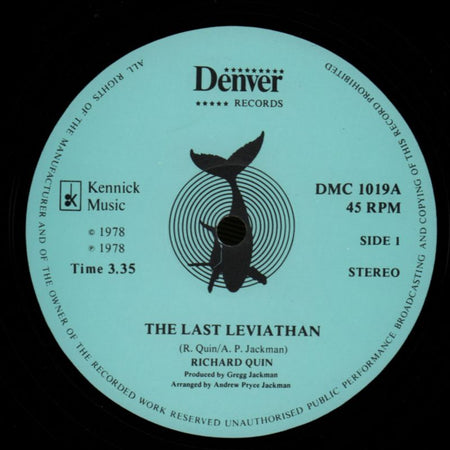 ALL RIGHTS OF THE MANUFACTURER AND OF THE OWNER OF THE RECORDED WORK RESERVED UNAUTHORISED PUBLIC PERFORMANCE BROADCASTING AND COPYING OF THIS RECORD PROHIBITED
Denver
RECORDS
Kennick
Music
© 1978
℗ 1978
Time 3.35
DMC 1019A
45 RPM
SIDE 1
STEREO
THE LAST LEVIATHAN
(R. Quin/A. P. Jackman)
RICHARD QUIN
Produced by Gregg Jackman
Arranged by Andrew Pryce Jackman